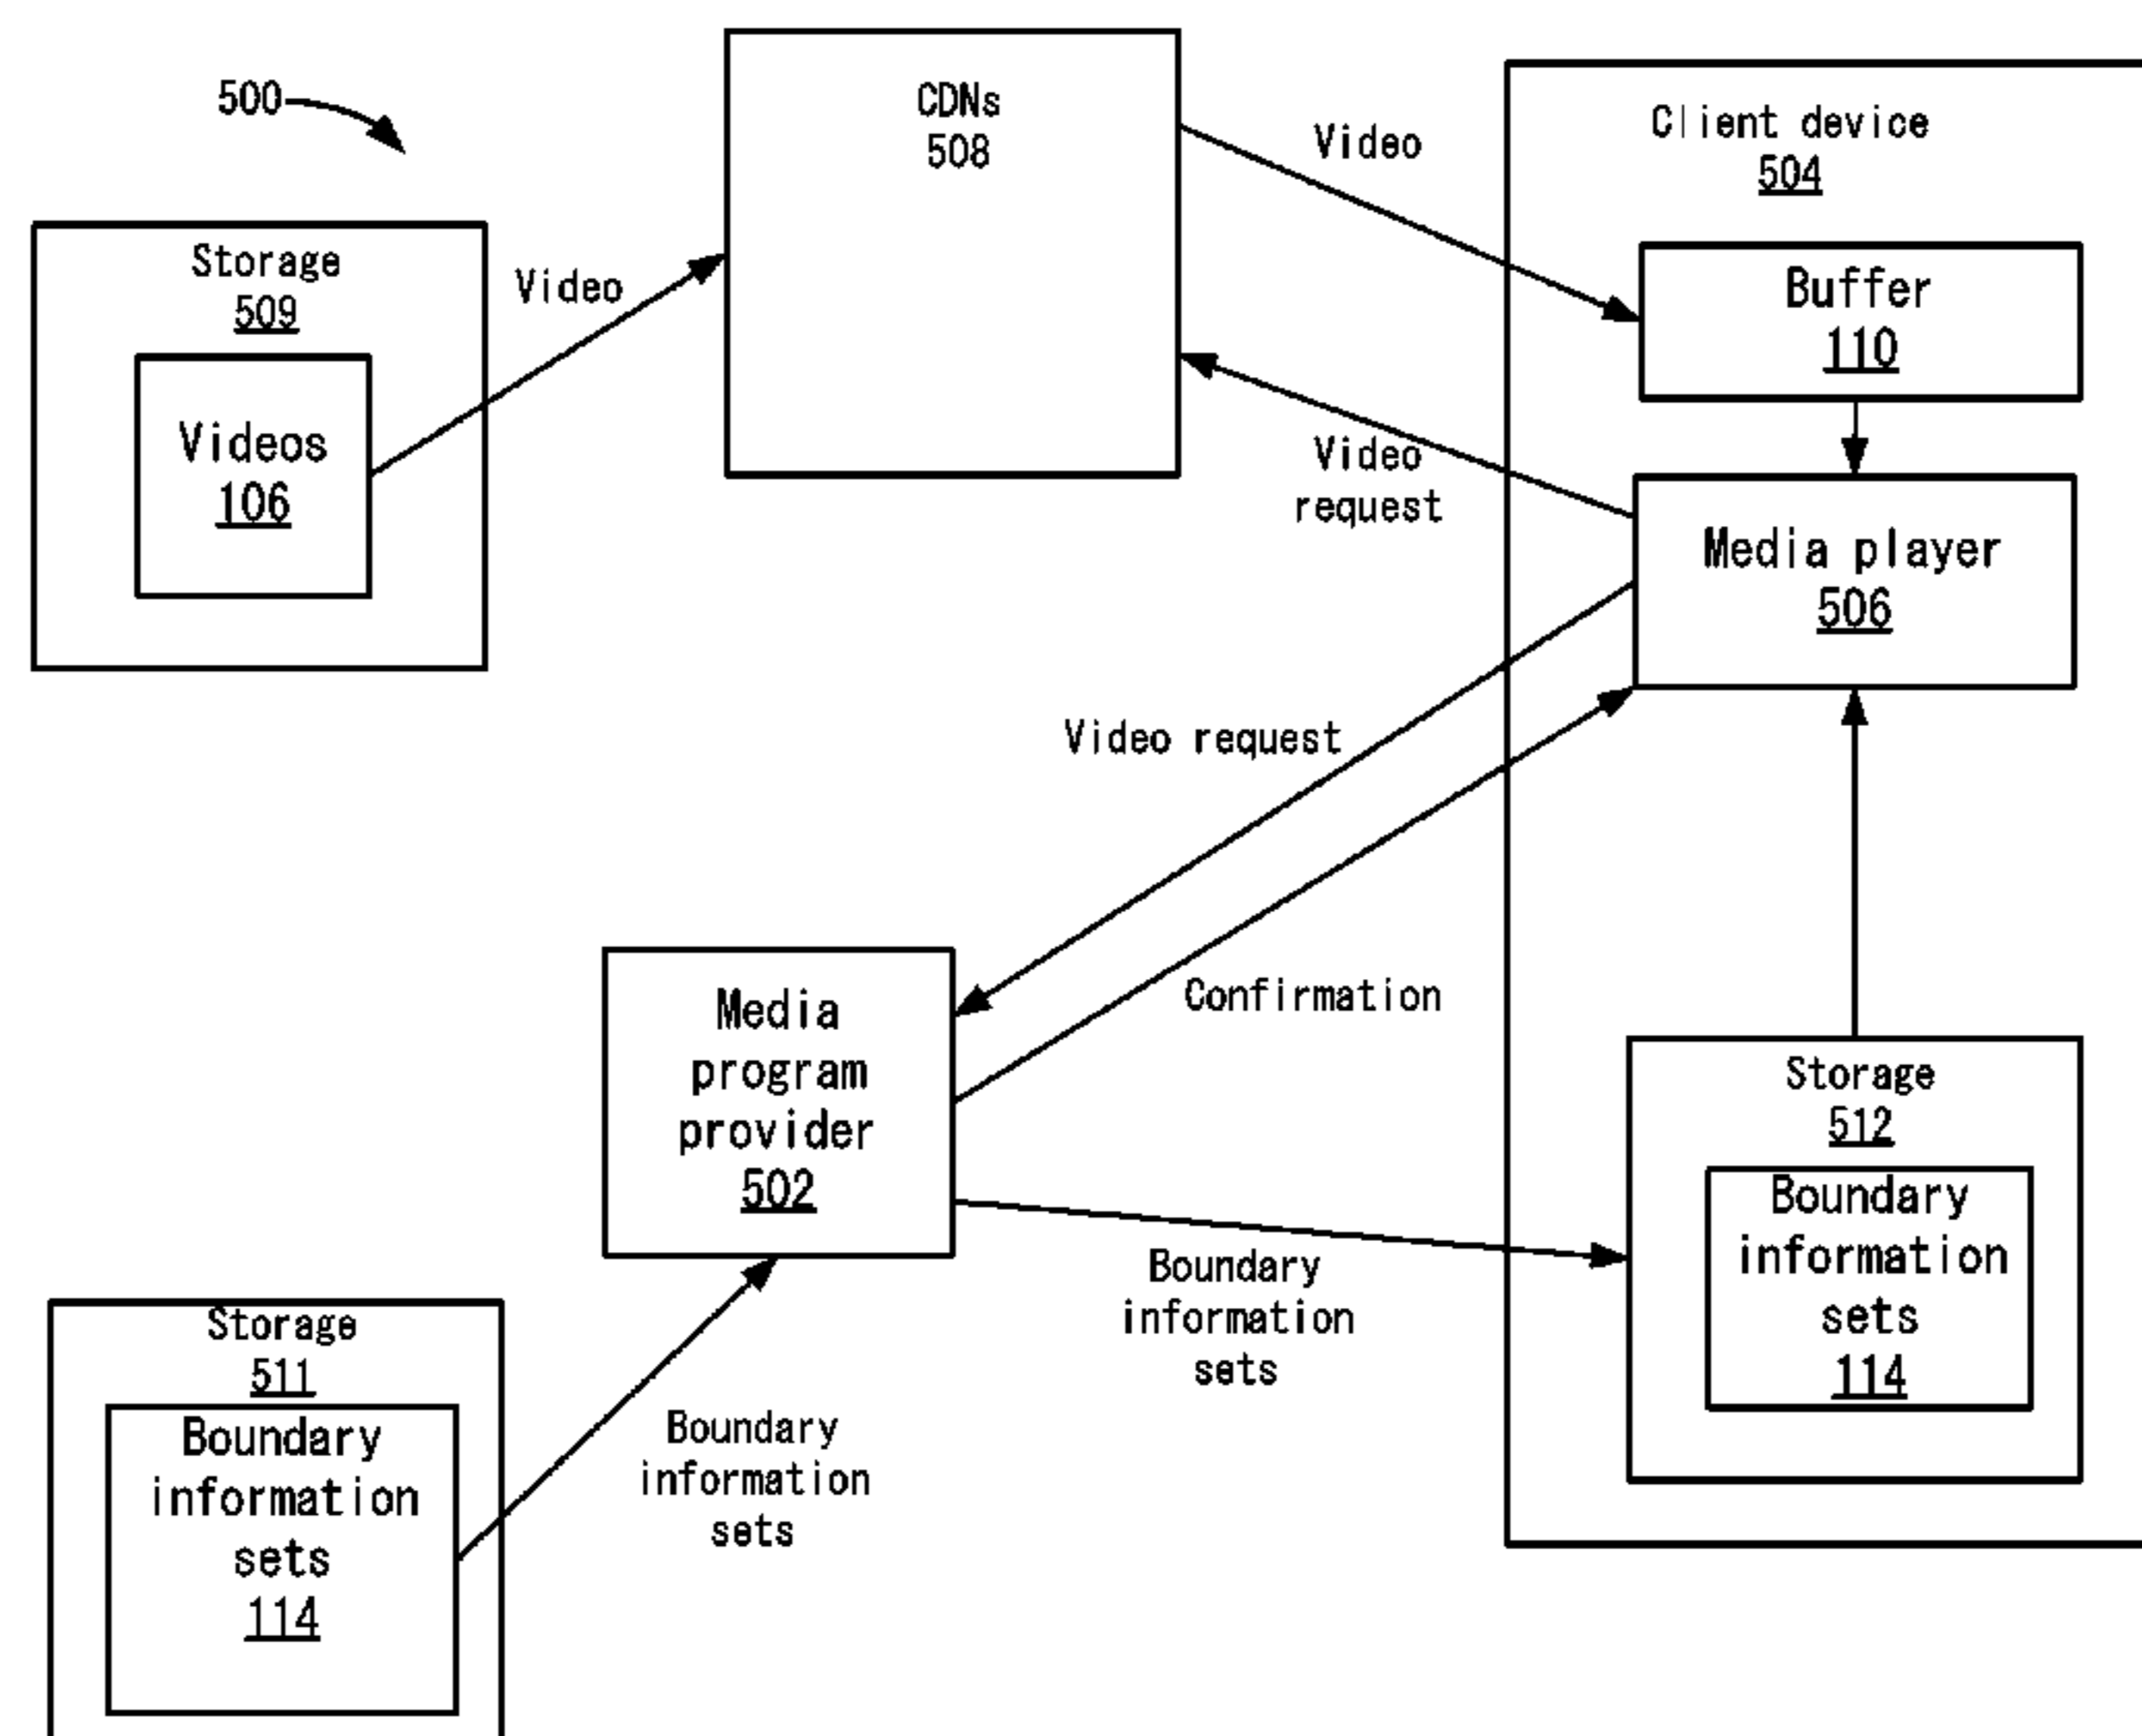 500
CDNs
508
Video
Client device
504
Storage
509
Video
Buffer
110
Videos
106
Video
request
Media player
506
Video request
Confirmation
Media
program
provider
502
Storage
512
Boundary
information
sets
114
Boundary
information
sets
Storage
511
Boundary
information
sets
114
Boundary
information
sets